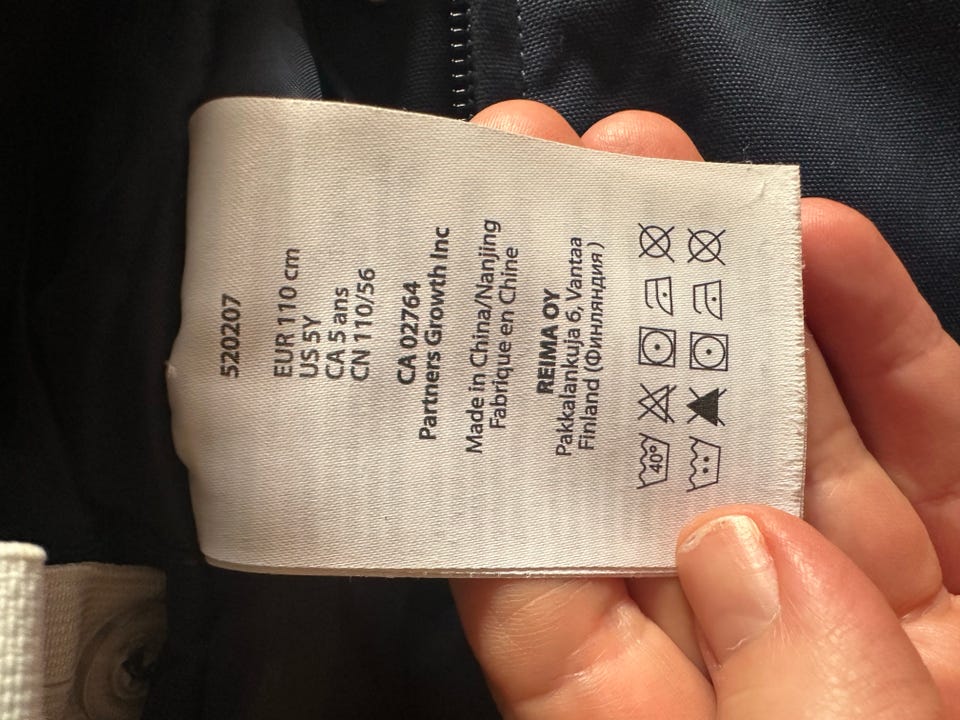 520207
EUR 110 cm
US 5Y
CA 5 ans
CN 110/56
CA 02764
Partners Growth Inc
Made in China/Nanjing
Fabrique en Chine
REIMA OY
Pakkalankuja 6, Vantaa
Finland (Финляндия)
40°